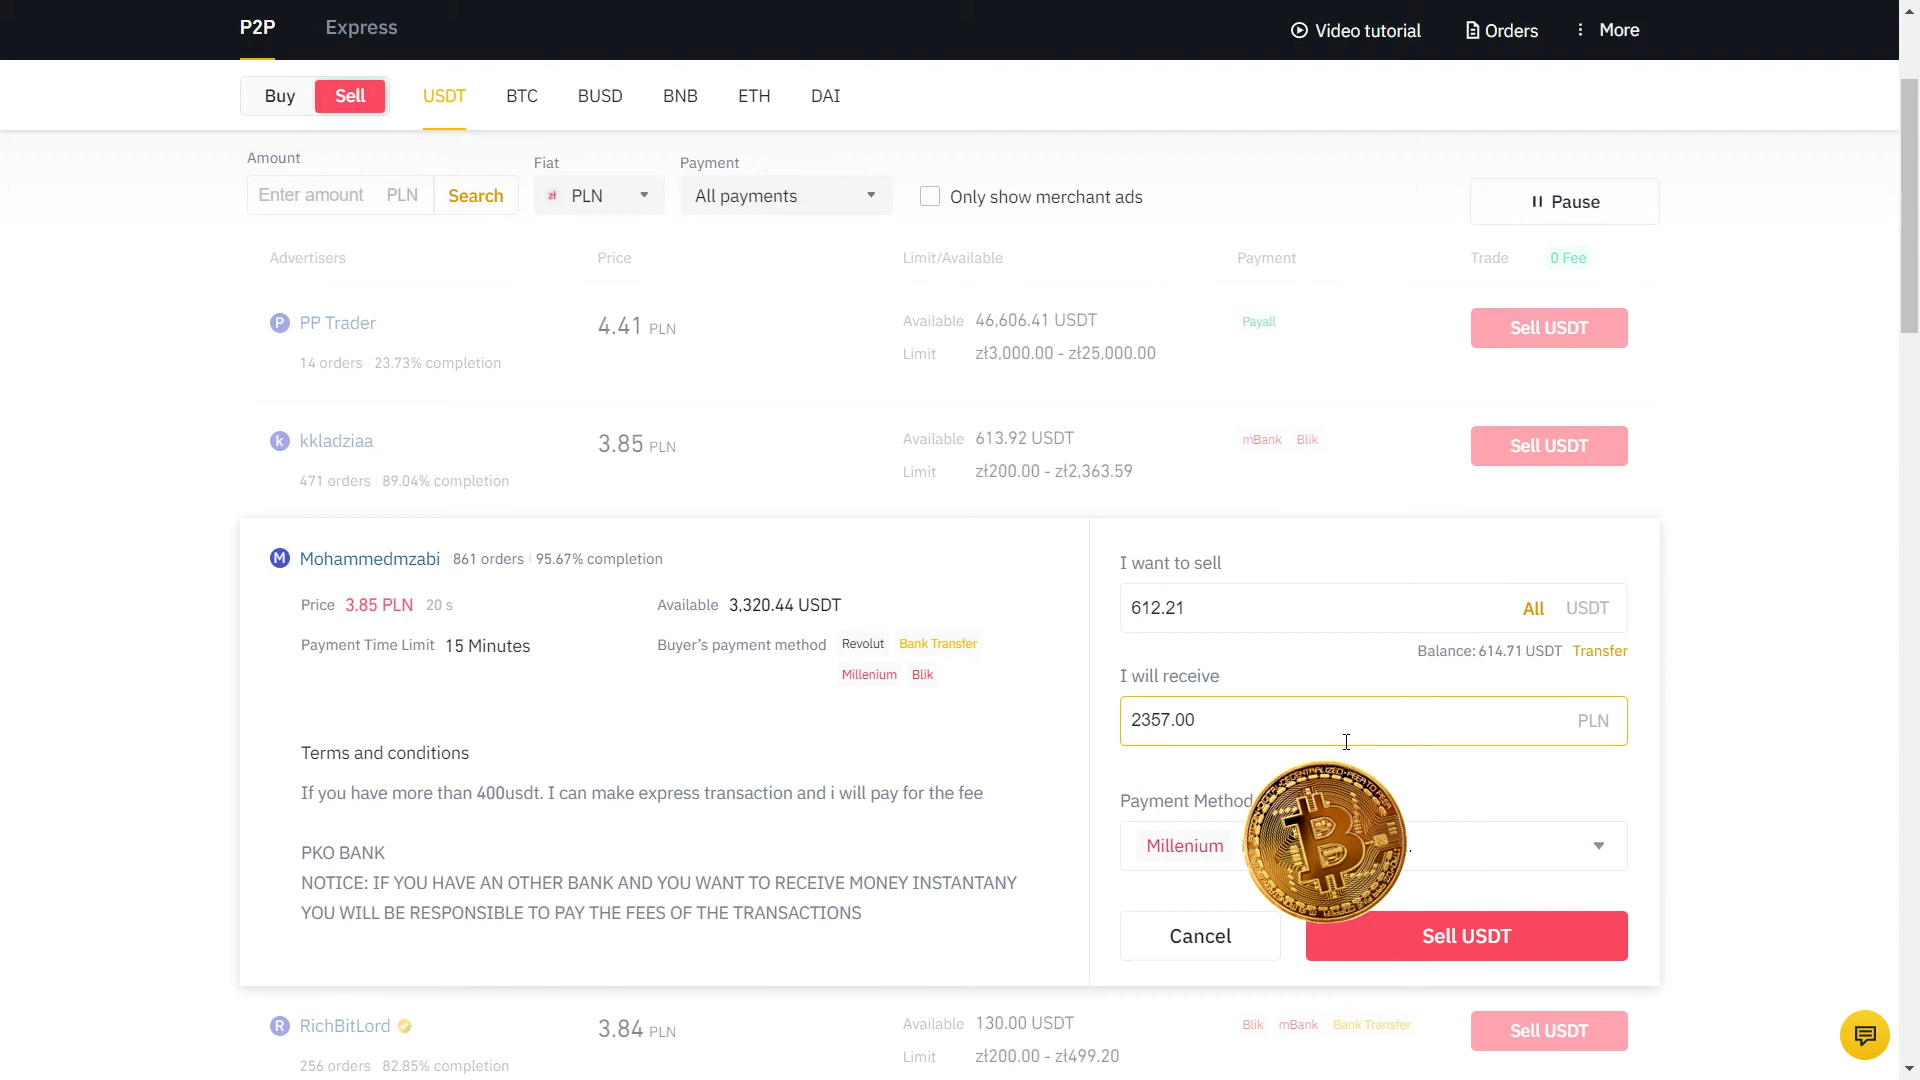 P2P Express Video tutorial Orders More
Buy Sell USDT BTC BUSD BNB ETH DAI
Amount Fiat Payment
Enter amount PLN Search zł PLN All payments Only show merchant ads Pause
Advertisers Price Limit/Available Payment Trade 0 Fee
P PP Trader 4.41 PLN Available 46,606.41 USDT Payall Sell USDT
14 orders 23.73% completion Limit zł3,000.00 - zł25,000.00
k kkladziaa 3.85 PLN Available 613.92 USDT mBank Blik Sell USDT
471 orders 89.04% completion Limit zł200.00 - zł2,363.59
M Mohammedmzabi 861 orders 95.67% completion
Price 3.85 PLN 20 s Available 3,320.44 USDT
Payment Time Limit 15 Minutes Buyer's payment method Revolut Bank Transfer
Millenium Blik
Terms and conditions
If you have more than 400usdt. I can make express transaction and i will pay for the fee
PKO BANK
NOTICE: IF YOU HAVE AN OTHER BANK AND YOU WANT TO RECEIVE MONEY INSTANTANY
YOU WILL BE RESPONSIBLE TO PAY THE FEES OF THE TRANSACTIONS
I want to sell
612.21 All USDT
Balance: 614.71 USDT Transfer
I will receive
2357.00 PLN
Payment Method
Millenium
Cancel Sell USDT
R RichBitLord 3.84 PLN Available 130.00 USDT Blik mBank Bank Transfer Sell USDT
256 orders 82.85% completion Limit zł200.00 - zł499.20